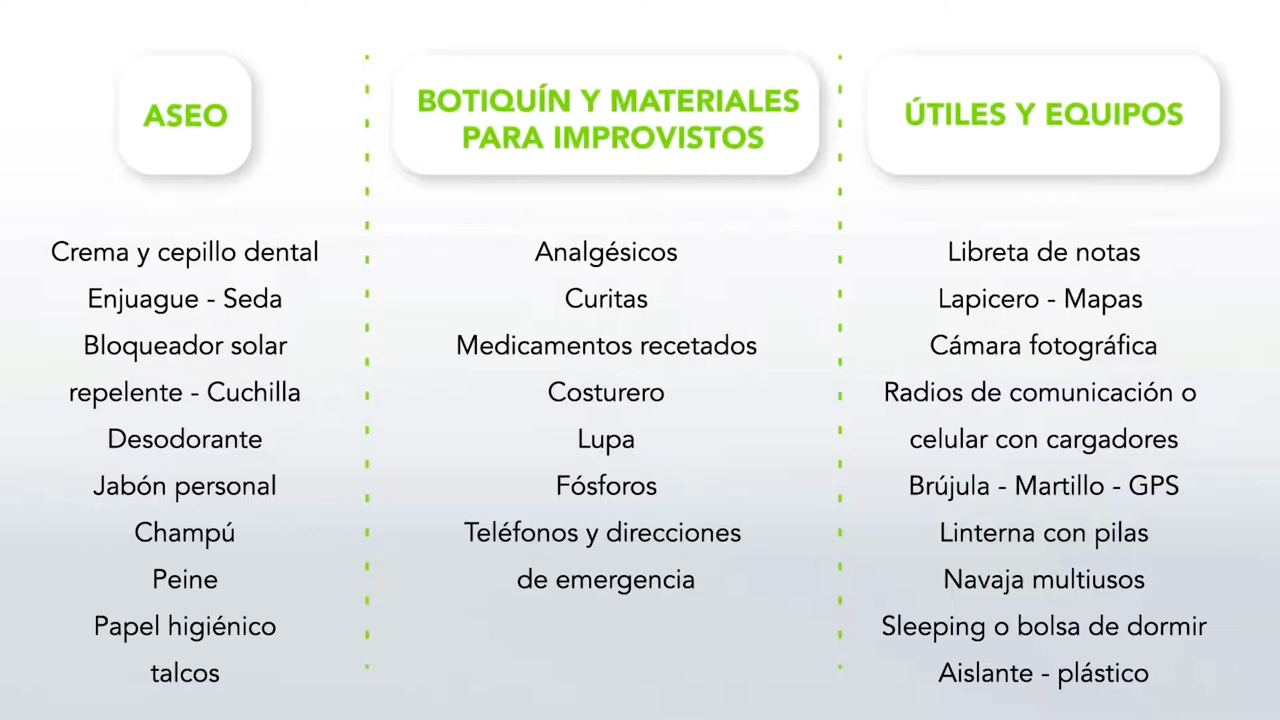 ASEO
Crema y cepillo dental
Enjuague - Seda
Bloqueador solar
repelente - Cuchilla
Desodorante
Jabón personal
Champú
Peine
Papel higiénico
talcos
BOTIQUÍN Y MATERIALES
PARA IMPROVISTOS
Analgésicos
Curitas
Medicamentos recetados
Costurero
Lupa
Fósforos
Teléfonos y direcciones
de emergencia
ÚTILES Y EQUIPOS
Libreta de notas
Lapicero - Mapas
Cámara fotográfica
Radios de comunicación o
celular con cargadores
Brújula - Martillo - GPS
Linterna con pilas
Navaja multiusos
Sleeping o bolsa de dormir
Aislante - plástico